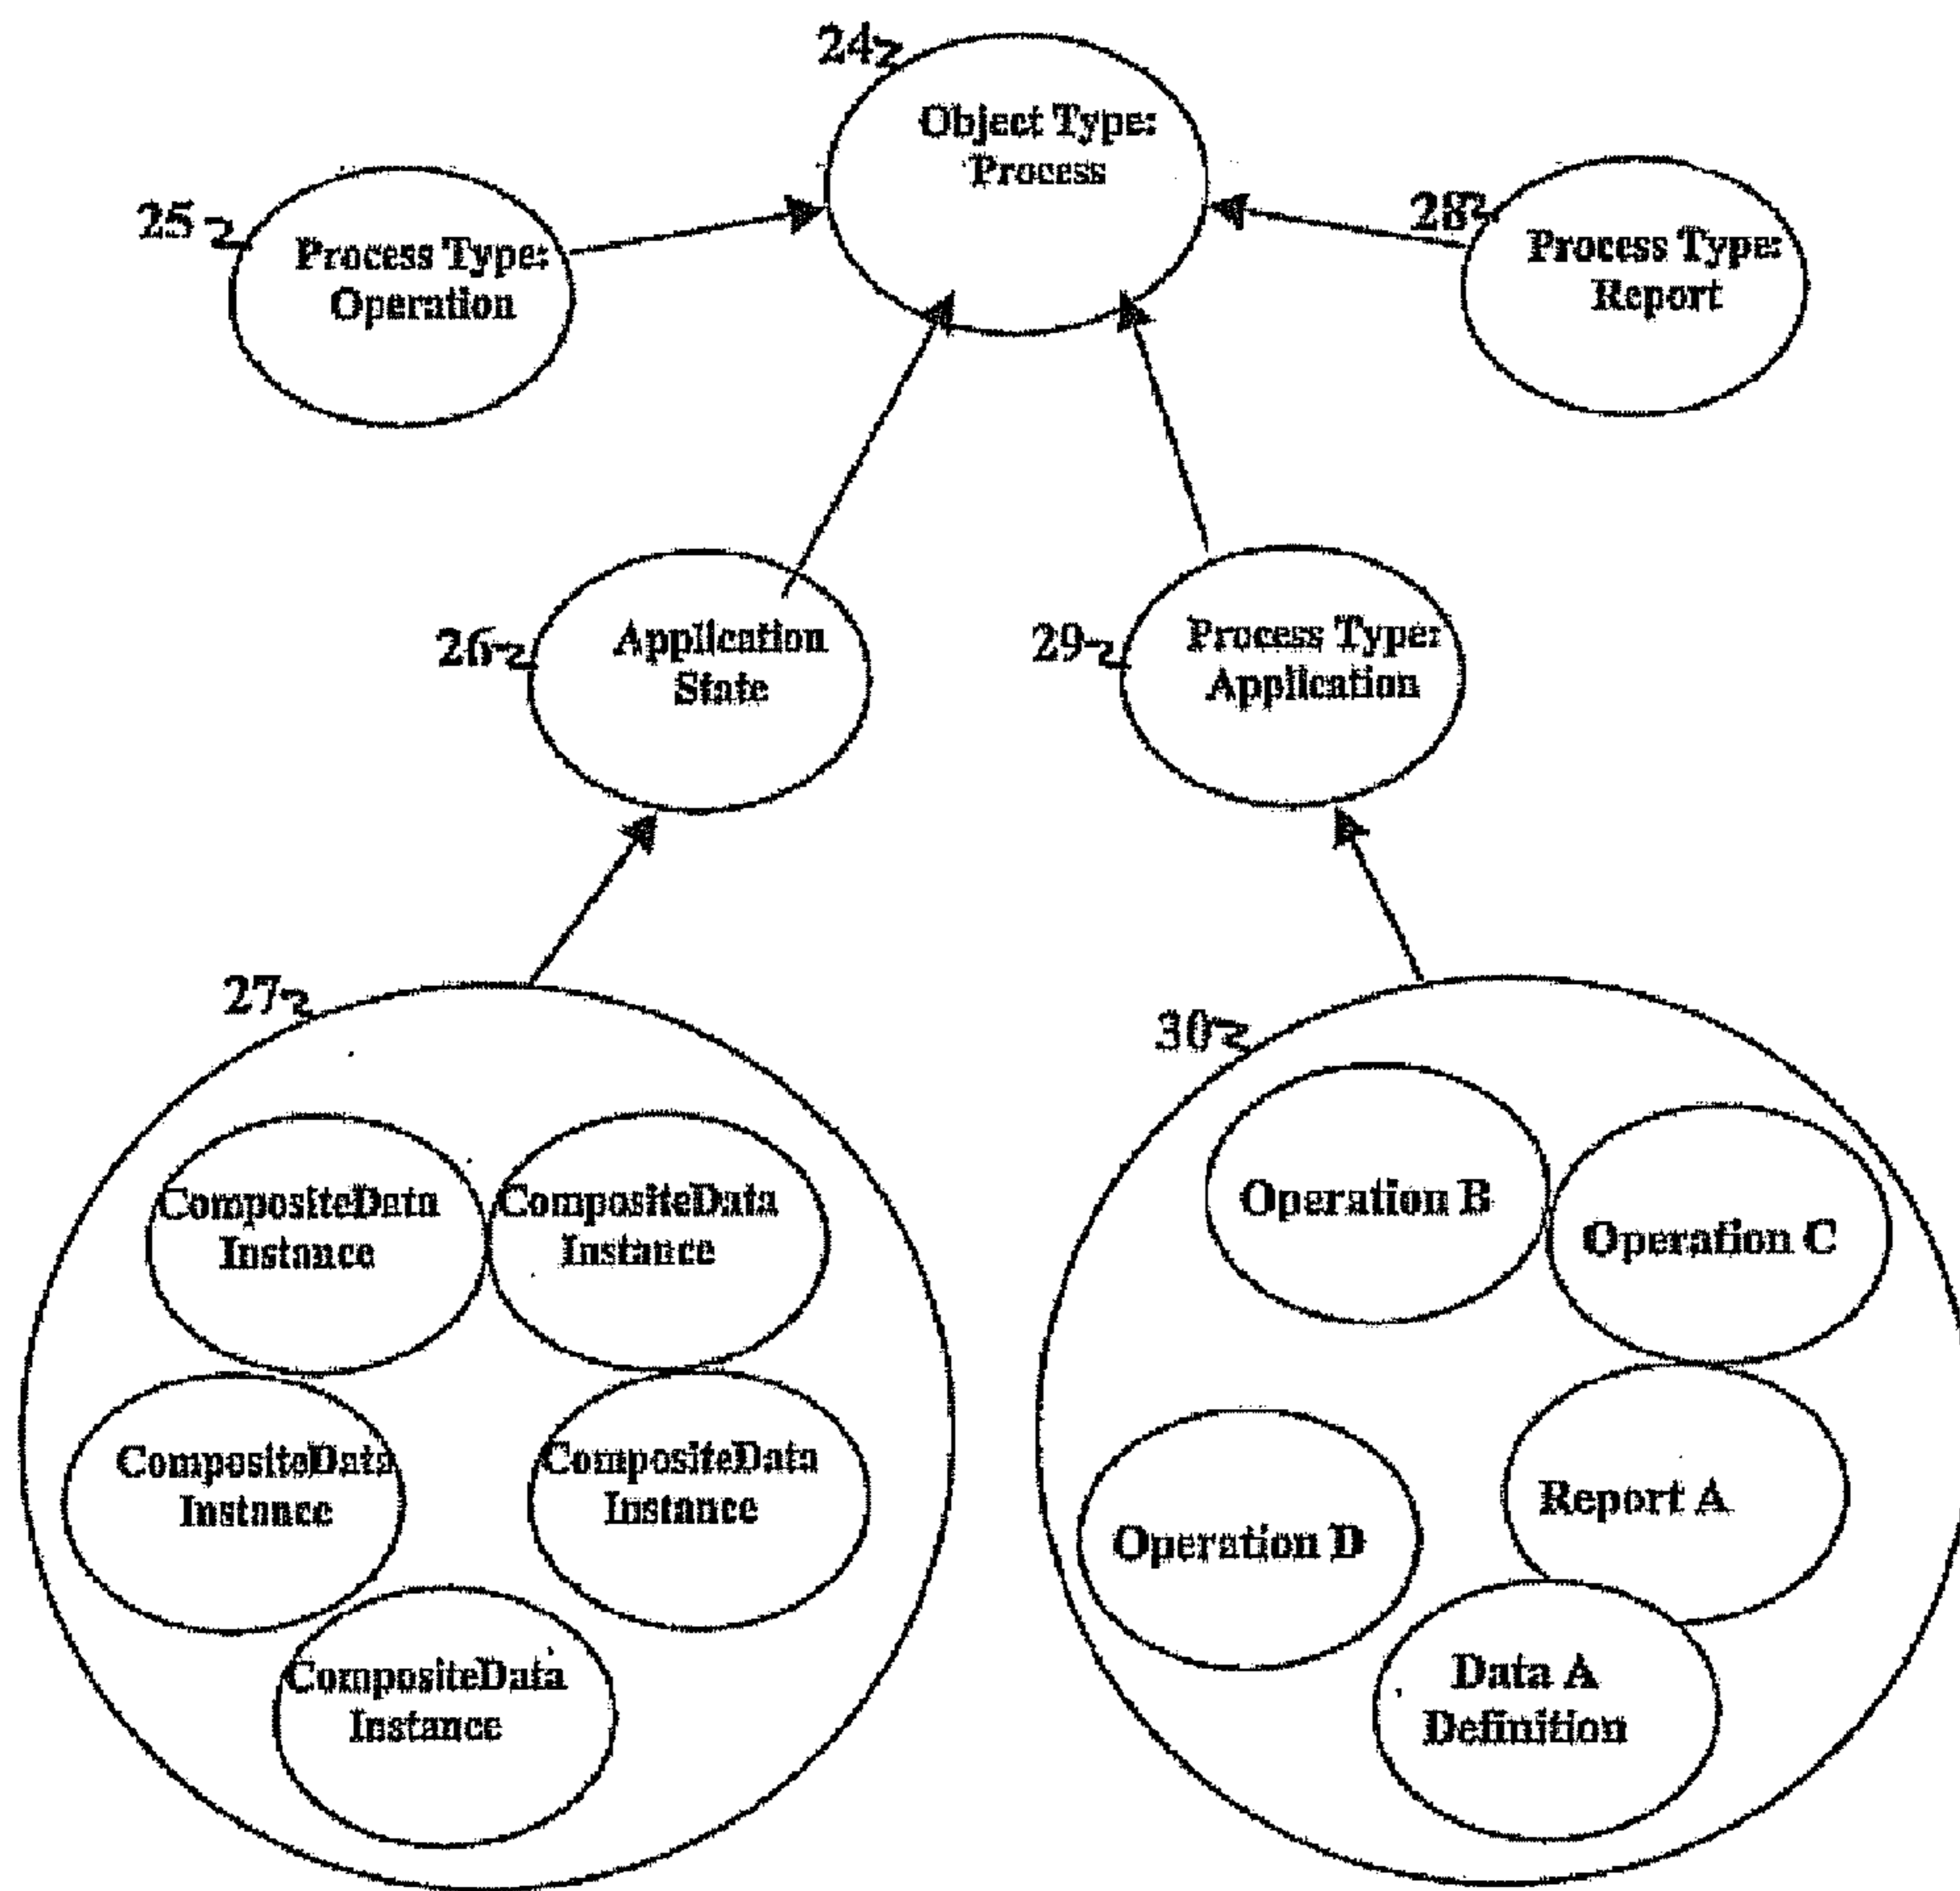 24
Object Type:
Process
25
Process Type:
Operation
28
Process Type:
Report
26
Application
State
29
Process Type:
Application
27
30
CompositeData
Instance
CompositeData
Instance
Operation B
Operation C
CompositeData
Instance
CompositeData
Instance
Report A
Operation D
CompositeData
Instance
Data A
Definition